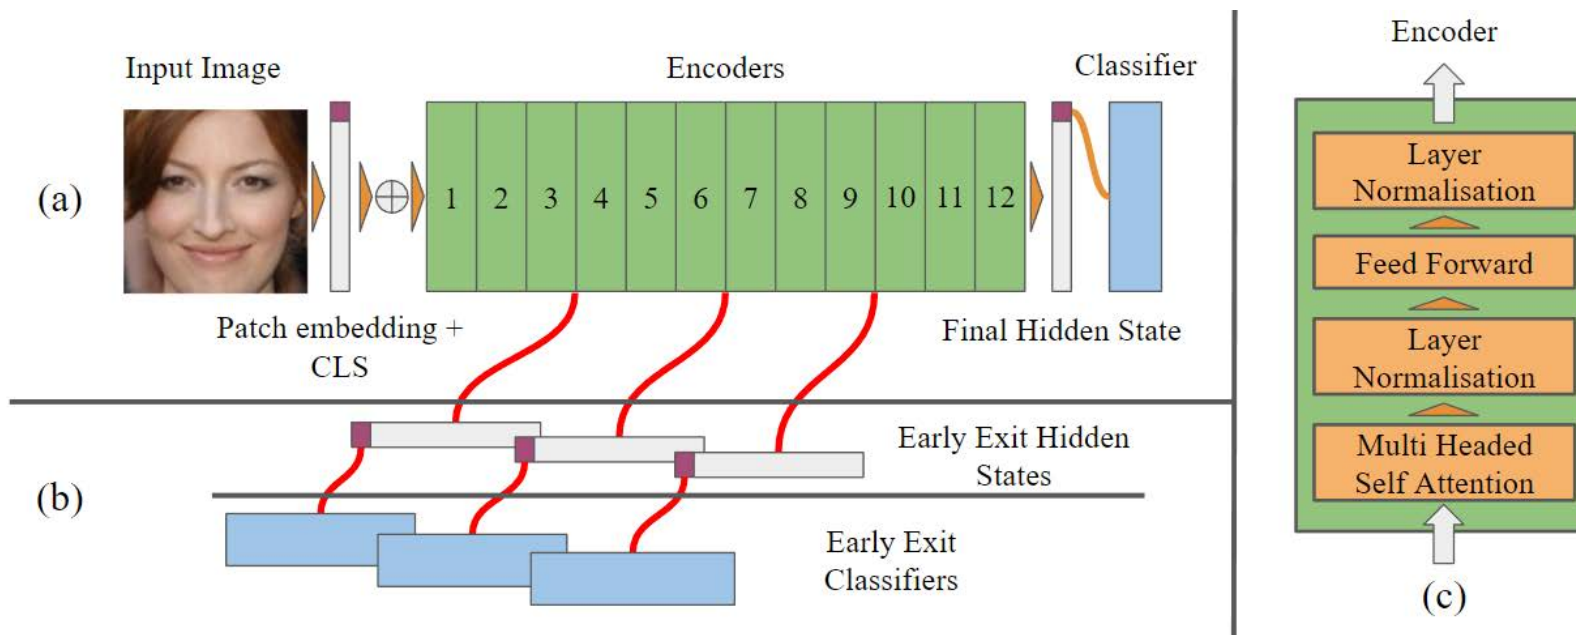 Input Image
Encoders
Classifier
(a)
1 2 3 4 5 6 7 8 9 10 11 12
Patch embedding +
CLS
Final Hidden State
(b)
Early Exit Hidden
States
Early Exit
Classifiers
Encoder
Layer
Normalisation
Feed Forward
Layer
Normalisation
Multi Headed
Self Attention
(c)